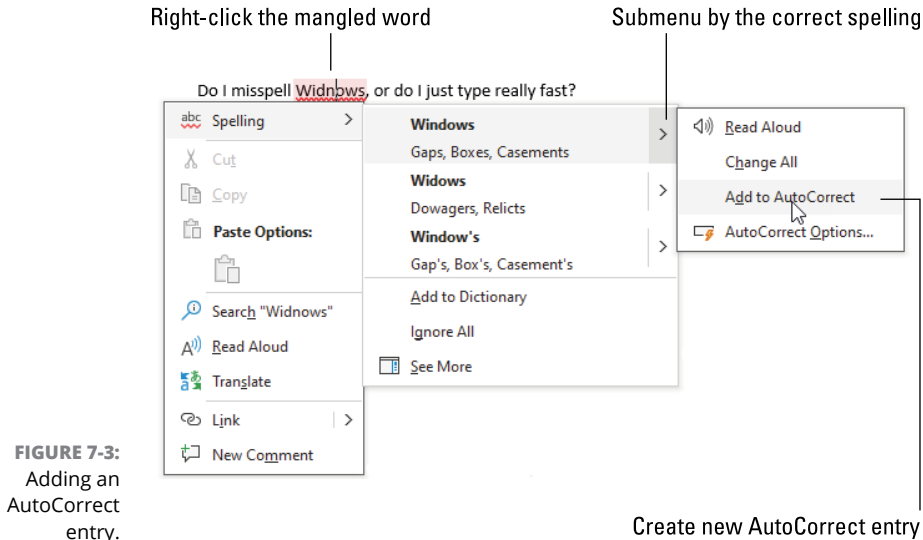 Right-click the mangled word
Submenu by the correct spelling
Do I misspell Widnows, or do I just type really fast?
abc Spelling
Cut
Copy
Paste Options:
Search "Widnows"
Read Aloud
Translate
Link
New Comment
Windows
Gaps, Boxes, Casements
Widows
Dowagers, Relicts
Window's
Gap's, Box's, Casement's
Add to Dictionary
Ignore All
See More
Read Aloud
Change All
Add to AutoCorrect
AutoCorrect Options...
FIGURE 7-3:
Adding an
AutoCorrect
entry.
Create new AutoCorrect entry